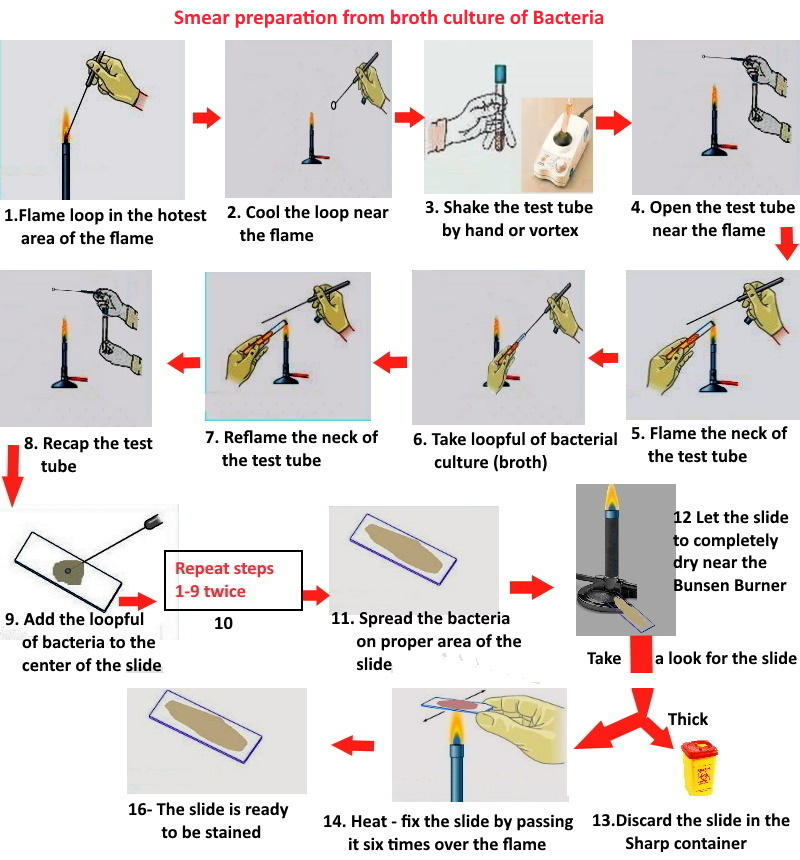 Smear preparation from broth culture of Bacteria
1.Flame loop in the hotest
area of the flame
2. Cool the loop near
the flame
3. Shake the test tube
by hand or vortex
4. Open the test tube
near the flame
5. Flame the neck of
the test tube
6. Take loopful of bacterial
culture (broth)
7. Reflame the neck of
the test tube
8. Recap the test
tube
9. Add the loopful
of bacteria to the
center of the slide
Repeat steps
1-9 twice
10
11. Spread the bacteria
on proper area of the
slide
12 Let the slide
to completely
dry near the
Bunsen Burner
Take a look for the slide
Thick
13.Discard the slide in the
Sharp container
14. Heat - fix the slide by passing
it six times over the flame
16- The slide is ready
to be stained